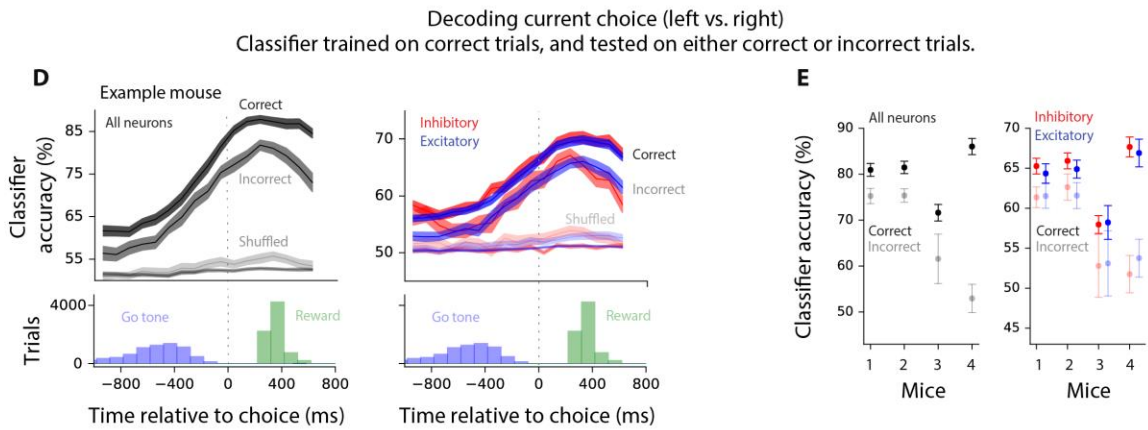 Decoding current choice (left vs. right)
Classifier trained on correct trials, and tested on either correct or incorrect trials.
D
Example mouse
All neurons
Correct
Incorrect
Shuffled
Classifier
accuracy (%)
85
75
65
55
Inhibitory
Excitatory
Correct
Incorrect
Shuffled
70
60
50
Trials
4000
0
Go tone
Reward
−800
−400
0
400
800
Time relative to choice (ms)
Go tone
Reward
−800
−400
0
400
800
Time relative to choice (ms)
E
All neurons
Classifier accuracy (%)
90
80
70
60
50
Correct
Incorrect
1 2 3 4
Mice
Inhibitory
Excitatory
70
65
60
55
50
45
Correct
Incorrect
1 2 3 4
Mice